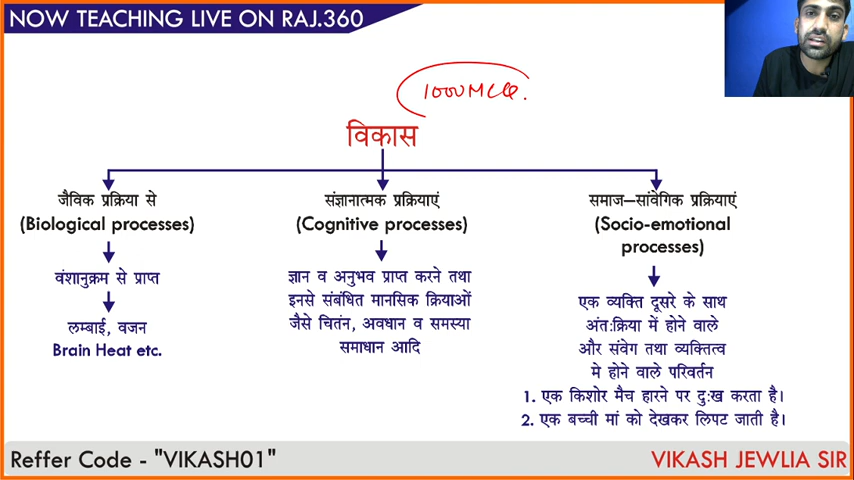 NOW TEACHING LIVE ON RAJ.360
1000 MCQ.
विकास
जैविक प्रक्रिया से
(Biological processes)
वंशानुक्रम से प्राप्त
लम्बाई, वजन
Brain Heat etc.
संज्ञानात्मक प्रक्रियाएं
(Cognitive processes)
ज्ञान व अनुभव प्राप्त करने तथा
इनसे संबंधित मानसिक क्रियाओं
जैसे चितंन, अवधान व समस्या
समाधान आदि
समाज–सांवेगिक प्रक्रियाएं
(Socio-emotional
processes)
एक व्यक्ति दूसरे के साथ
अंतःक्रिया में होने वाले
और संवेग तथा व्यक्तित्व
मे होने वाले परिवर्तन
1. एक किशोर मैच हारने पर दुःख करता है।
2. एक बच्ची मां को देखकर लिपट जाती है।
Reffer Code - "VIKASH01"
VIKASH JEWLIA SIR